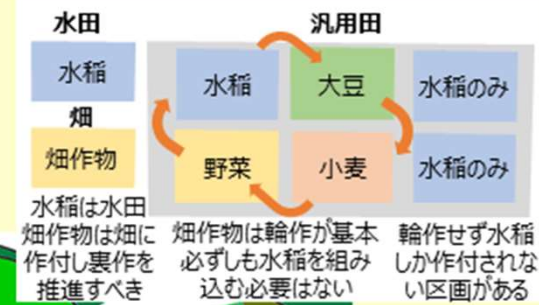 水田
汎用田
水稲
水稲
大豆
水稲のみ
畑
畑作物
野菜
小麦
水稲のみ
水稲は水田
畑作物は畑に
作付し裏作を
推進すべき
畑作物は輪作が基本
必ずしも水稲を組み
込む必要はない
輪作せず水稲
しか作付されな
い区画がある